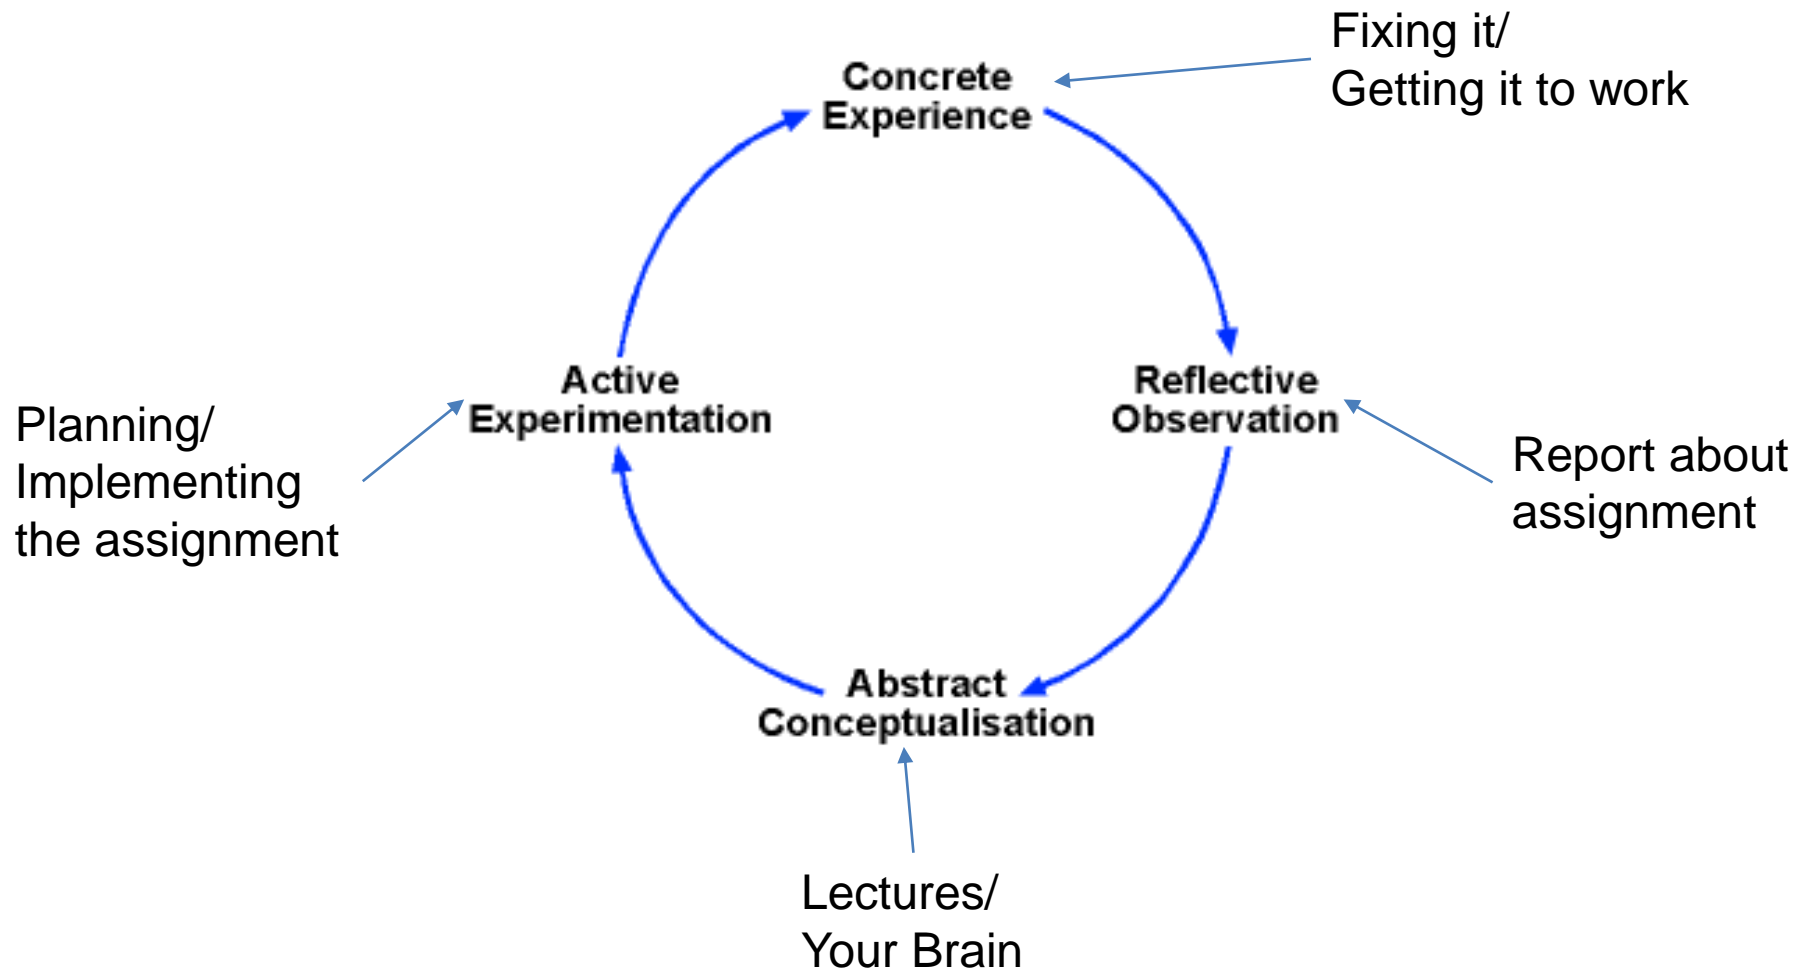 Fixing it/
Getting it to work
Concrete
Experience
Active
Experimentation
Reflective
Observation
Planning/
Implementing
the assignment
Report about
assignment
Abstract
Conceptualisation
Lectures/
Your Brain